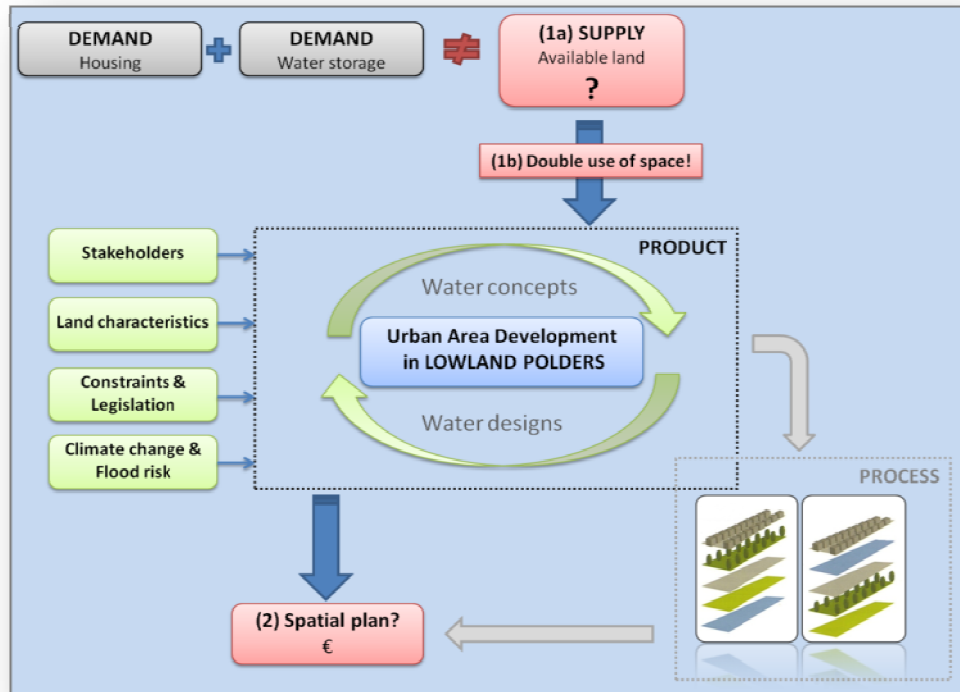 DEMAND
Housing
+
DEMAND
Water storage
≠
(1a) SUPPLY
Available land
?
(1b) Double use of space!
PRODUCT
Stakeholders
Land characteristics
Constraints &
Legislation
Climate change &
Flood risk
Water concepts
Urban Area Development
in LOWLAND POLDERS
Water designs
PROCESS
(2) Spatial plan?
€